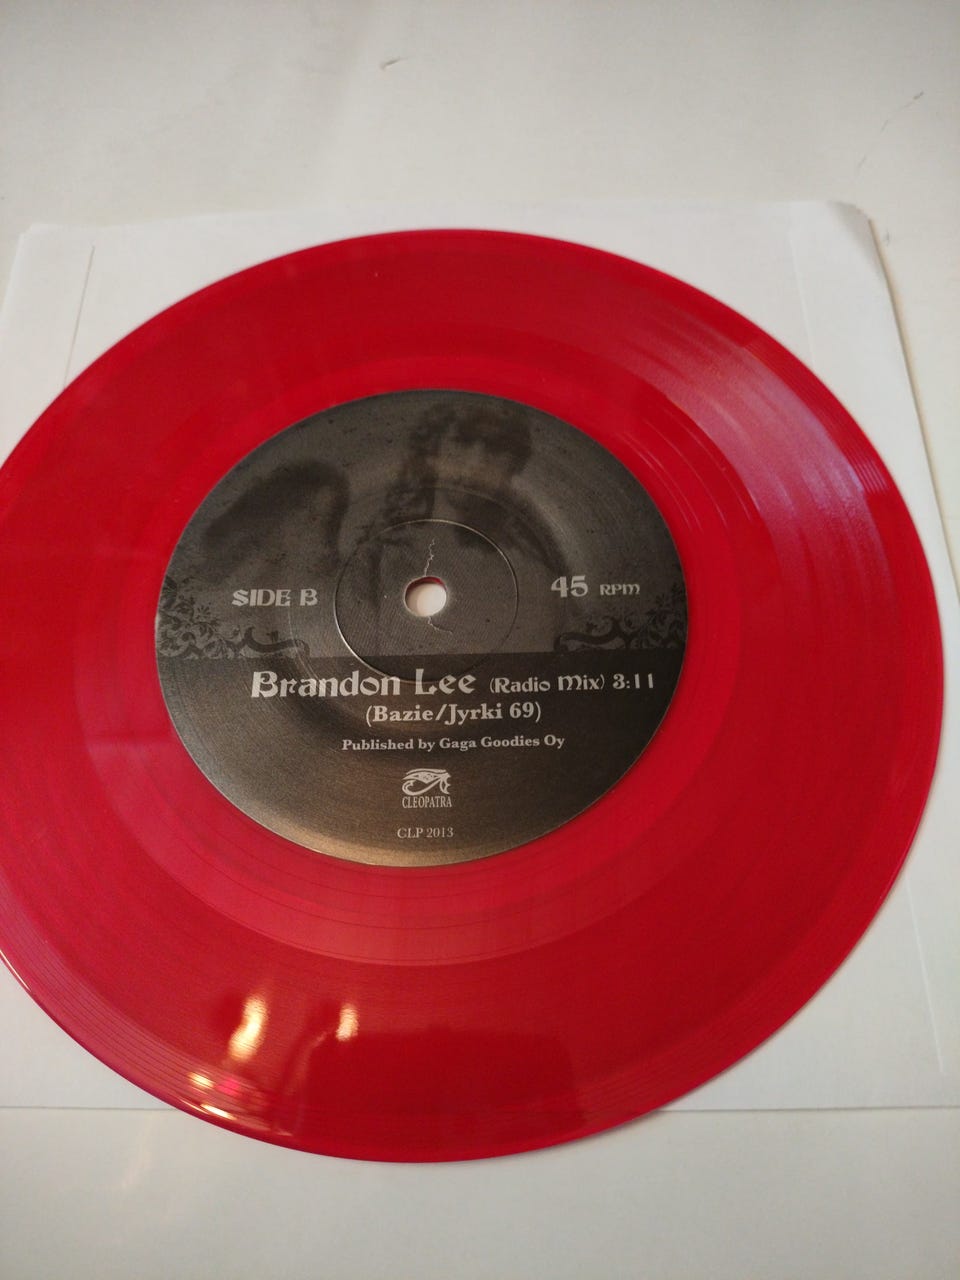 SIDE B
45 RPM
Brandon Lee (Radio Mix) 3:11
(Bazie/Jyrki 69)
Published by Gaga Goodies Oy
CLEOPATRA
CLP 2013